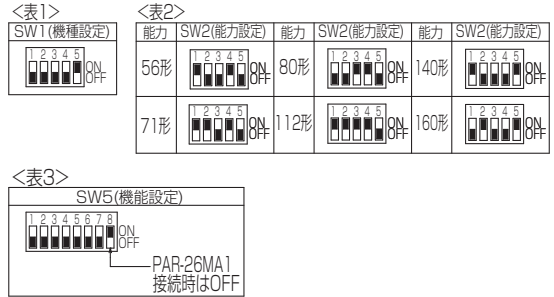 <表1>
SW1(機種設定)
1 2 3 4 5
ON
OFF
<表2>
能力 SW2(能力設定) 能力 SW2(能力設定) 能力 SW2(能力設定)
56形 1 2 3 4 5 ON OFF 80形 1 2 3 4 5 ON OFF 140形 1 2 3 4 5 ON OFF
71形 1 2 3 4 5 ON OFF 112形 1 2 3 4 5 ON OFF 160形 1 2 3 4 5 ON OFF
<表3>
SW5(機能設定)
1 2 3 4 5 6 7 8
ON
OFF
PAR-26MA1
接続時はOFF